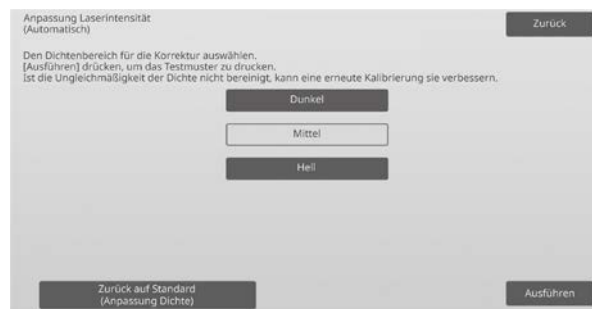 Anpassung Laserintensität
(Automatisch)
Zurück
Den Dichtenbereich für die Korrektur auswählen.
[Ausführen] drücken, um das Testmuster zu drucken.
Ist die Ungleichmäßigkeit der Dichte nicht bereinigt, kann eine erneute Kalibrierung sie verbessern.
Dunkel
Mittel
Hell
Zurück auf Standard
(Anpassung Dichte)
Ausführen